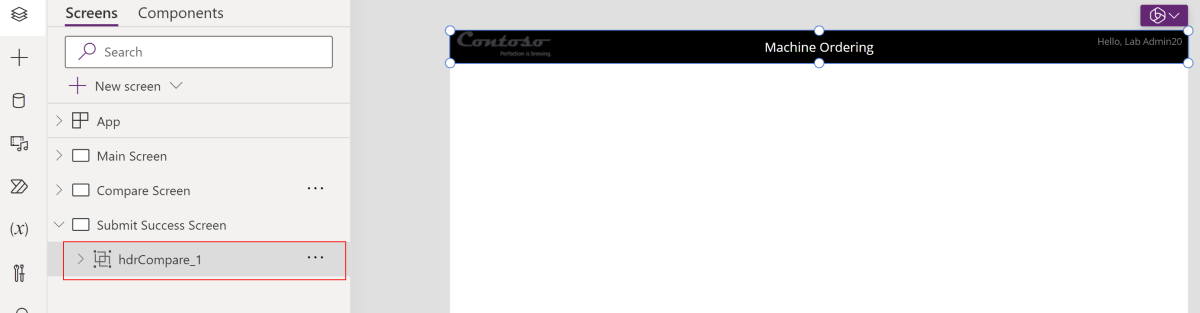 Screens Components
Search
New screen
App
Main Screen
Compare Screen
Submit Success Screen
hdrCompare_1
(x)
Contoso
Perfection is brewing
Machine Ordering
Hello, Lab Admin20